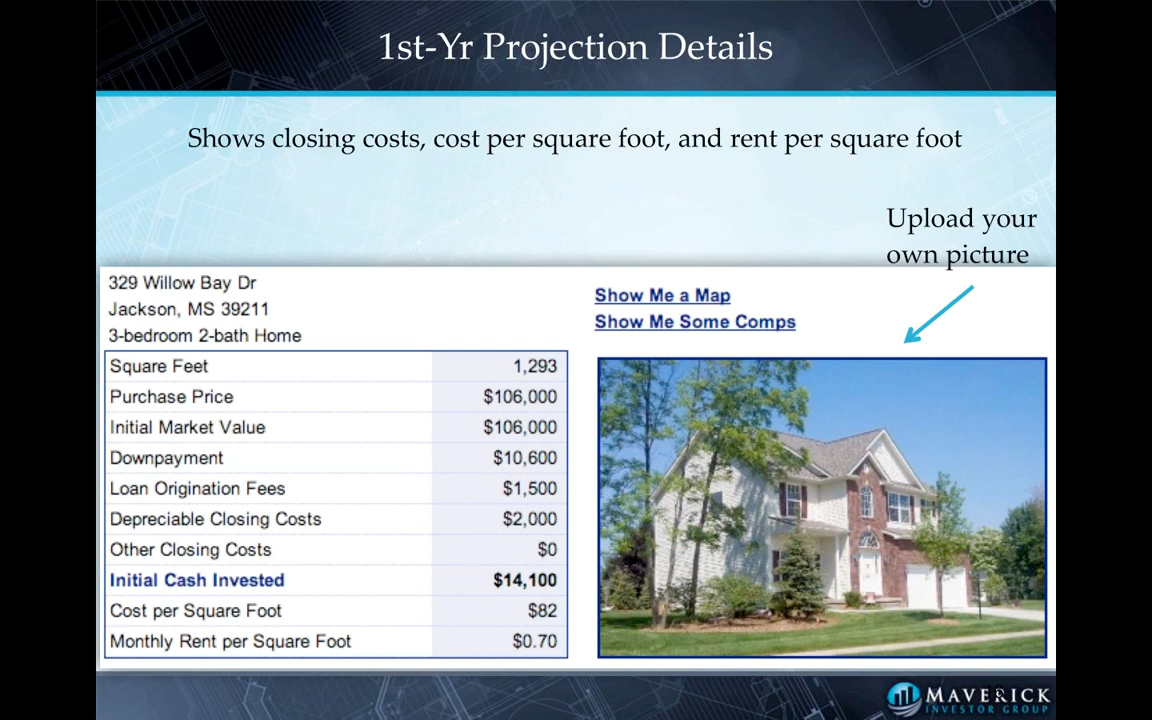 1st-Yr Projection Details
Shows closing costs, cost per square foot, and rent per square foot
Upload your
own picture
329 Willow Bay Dr
Jackson, MS 39211
3-bedroom 2-bath Home
Show Me a Map
Show Me Some Comps
Square Feet 1,293
Purchase Price $106,000
Initial Market Value $106,000
Downpayment $10,600
Loan Origination Fees $1,500
Depreciable Closing Costs $2,000
Other Closing Costs $0
Initial Cash Invested $14,100
Cost per Square Foot $82
Monthly Rent per Square Foot $0.70
MAVERICK
INVESTOR GROUP